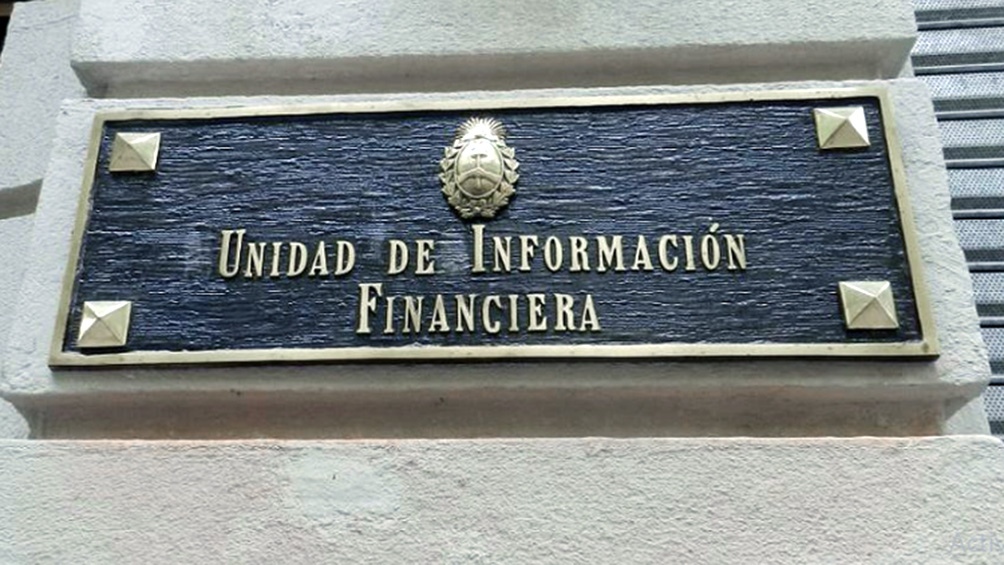 Unidad de Información
Financiera